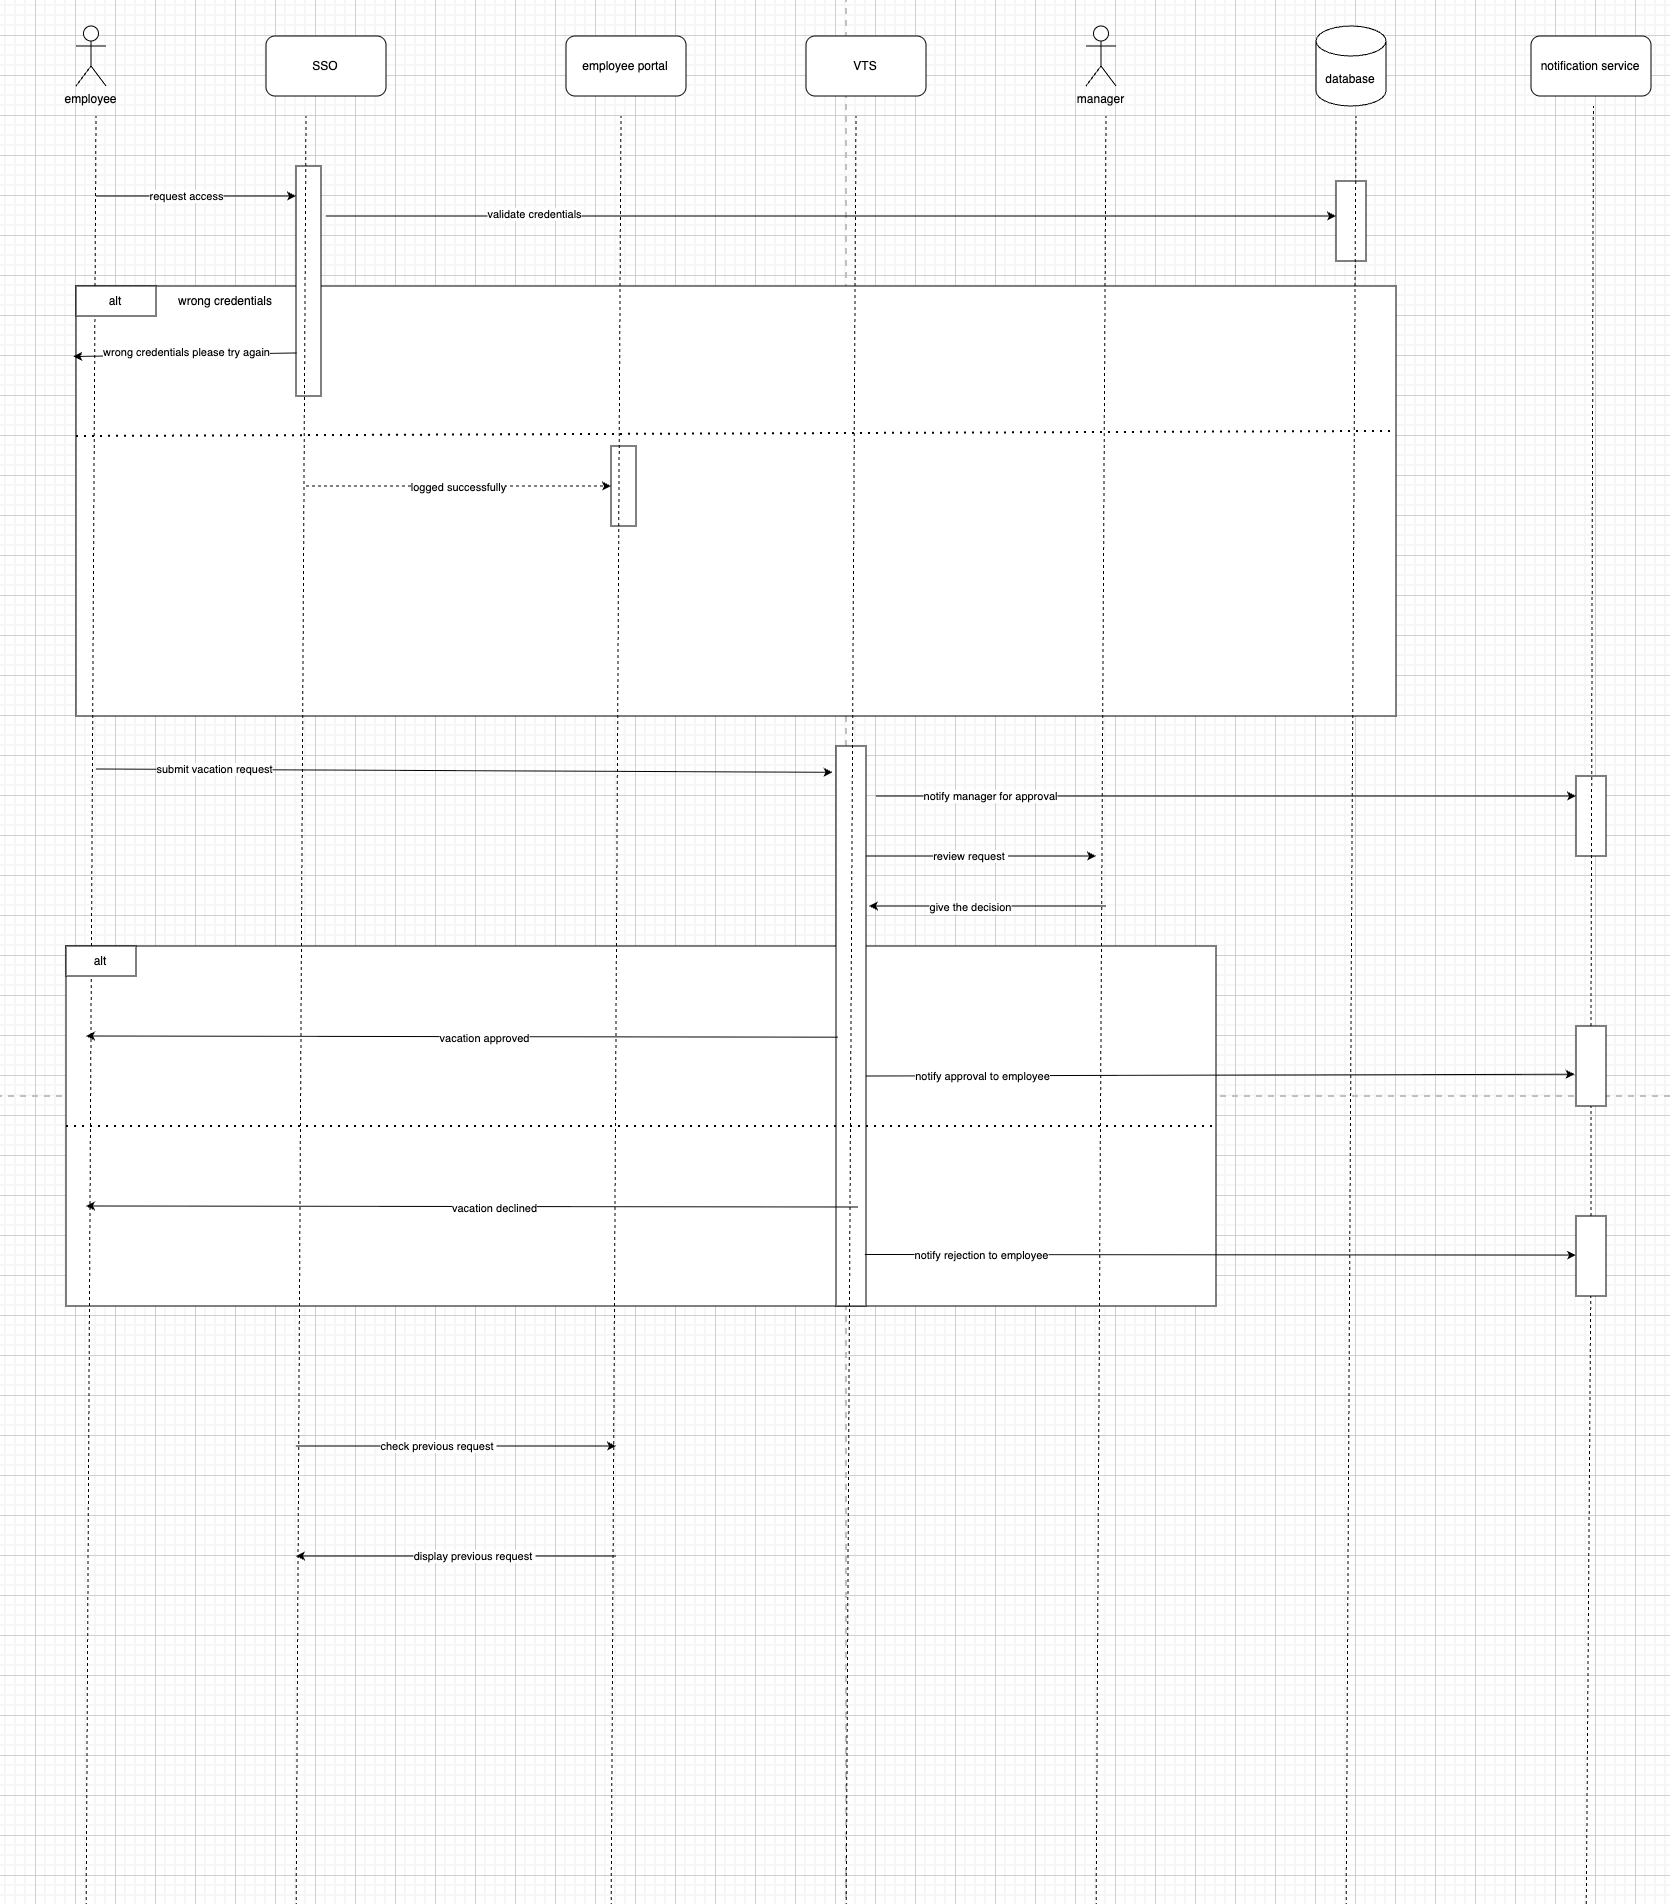 employee
SSO
employee portal
VTS
manager
database
notification service
request access
validate credentials
alt
wrong credentials
wrong credentials please try again
logged successfully
submit vacation request
notify manager for approval
review request
give the decision
alt
vacation approved
notify approval to employee
vacation declined
notify rejection to employee
check previous request
display previous request